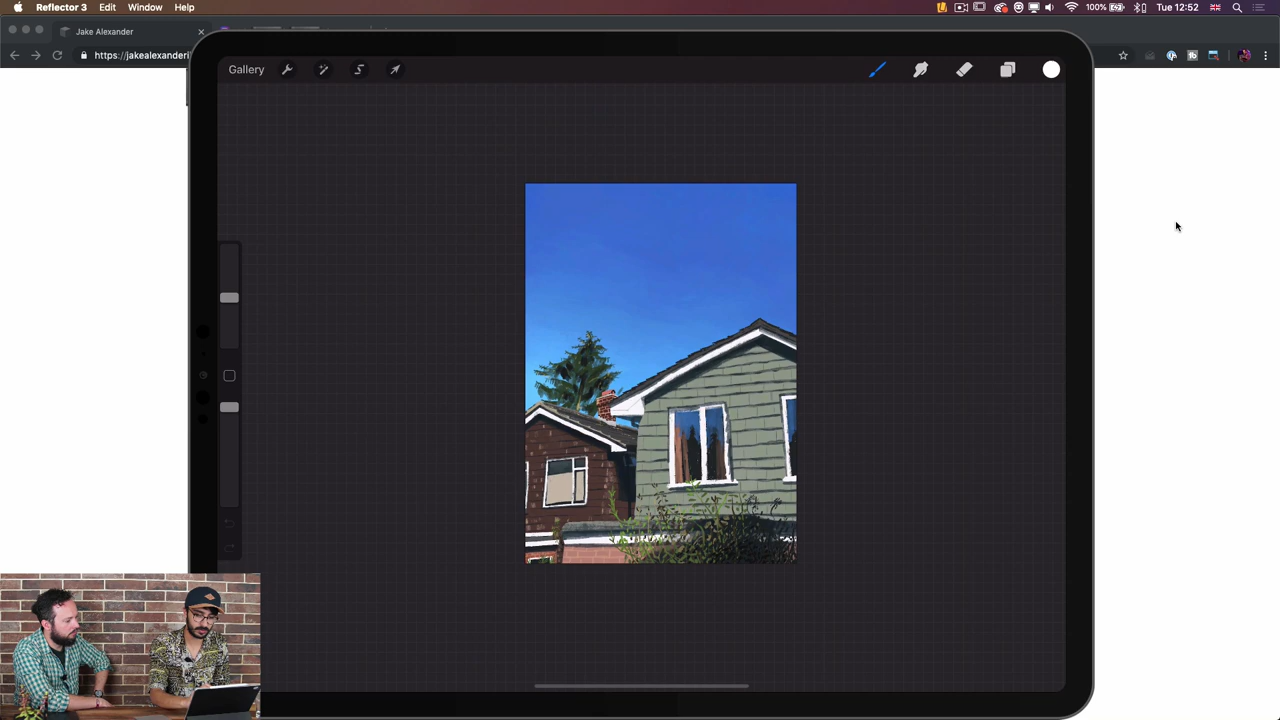 Reflector 3 Edit Window Help 100% Tue 12:52
Jake Alexander
https://jakealexanderi
Gallery